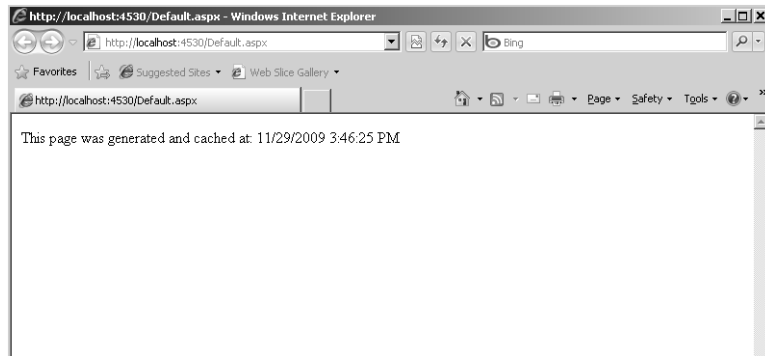 http://localhost:4530/Default.aspx - Windows Internet Explorer
http://localhost:4530/Default.aspx Bing
Favorites Suggested Sites Web Slice Gallery
http://localhost:4530/Default.aspx Page Safety Tools
This page was generated and cached at: 11/29/2009 3:46:25 PM